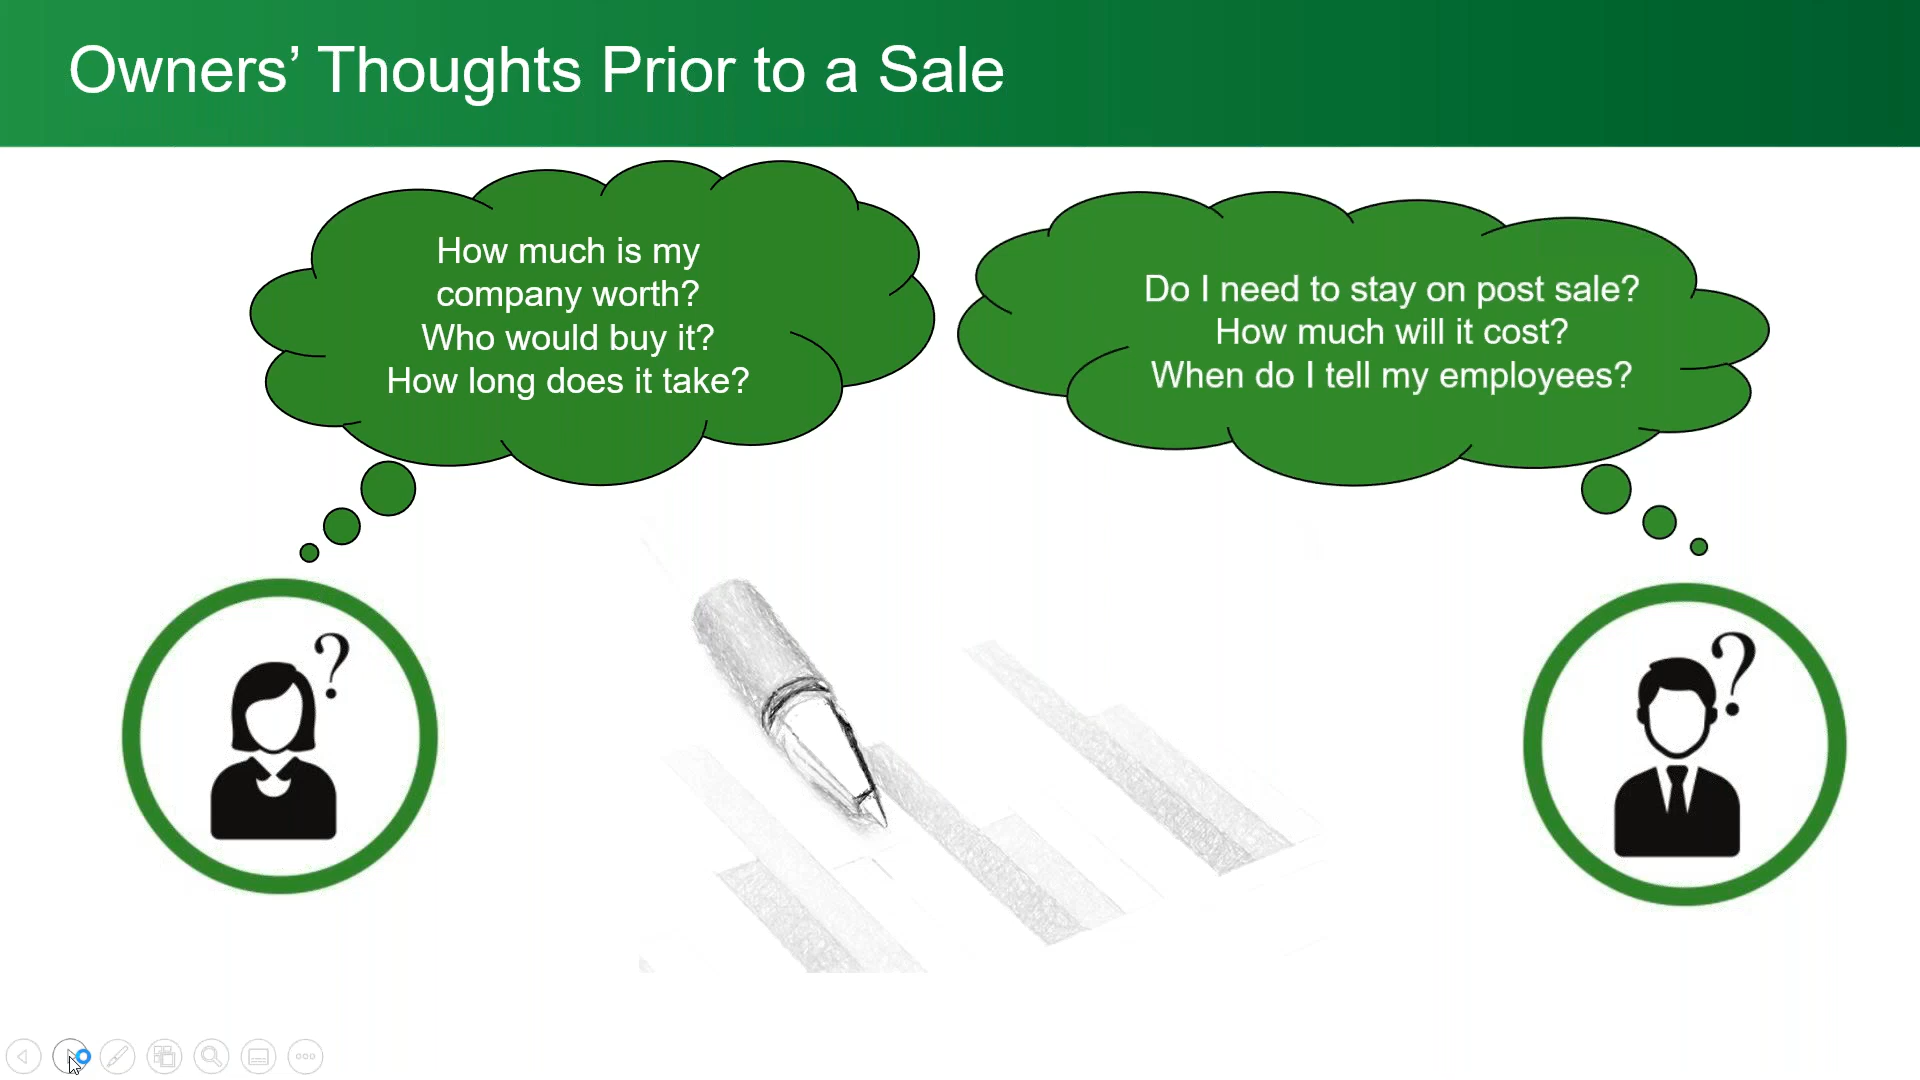 Owners’ Thoughts Prior to a Sale
How much is my
company worth?
Who would buy it?
How long does it take?
Do I need to stay on post sale?
How much will it cost?
When do I tell my employees?
?
?